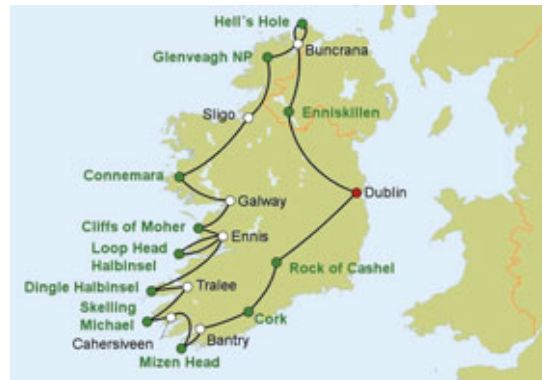 Hell´s Hole
Buncrana
Glenveagh NP
Enniskillen
Sligo
Connemara
Dublin
Galway
Cliffs of Moher
Ennis
Loop Head
Halbinsel
Rock of Cashel
Dingle Halbinsel
Tralee
Skelling
Michael
Cork
Cahersiveen
Bantry
Mizen Head